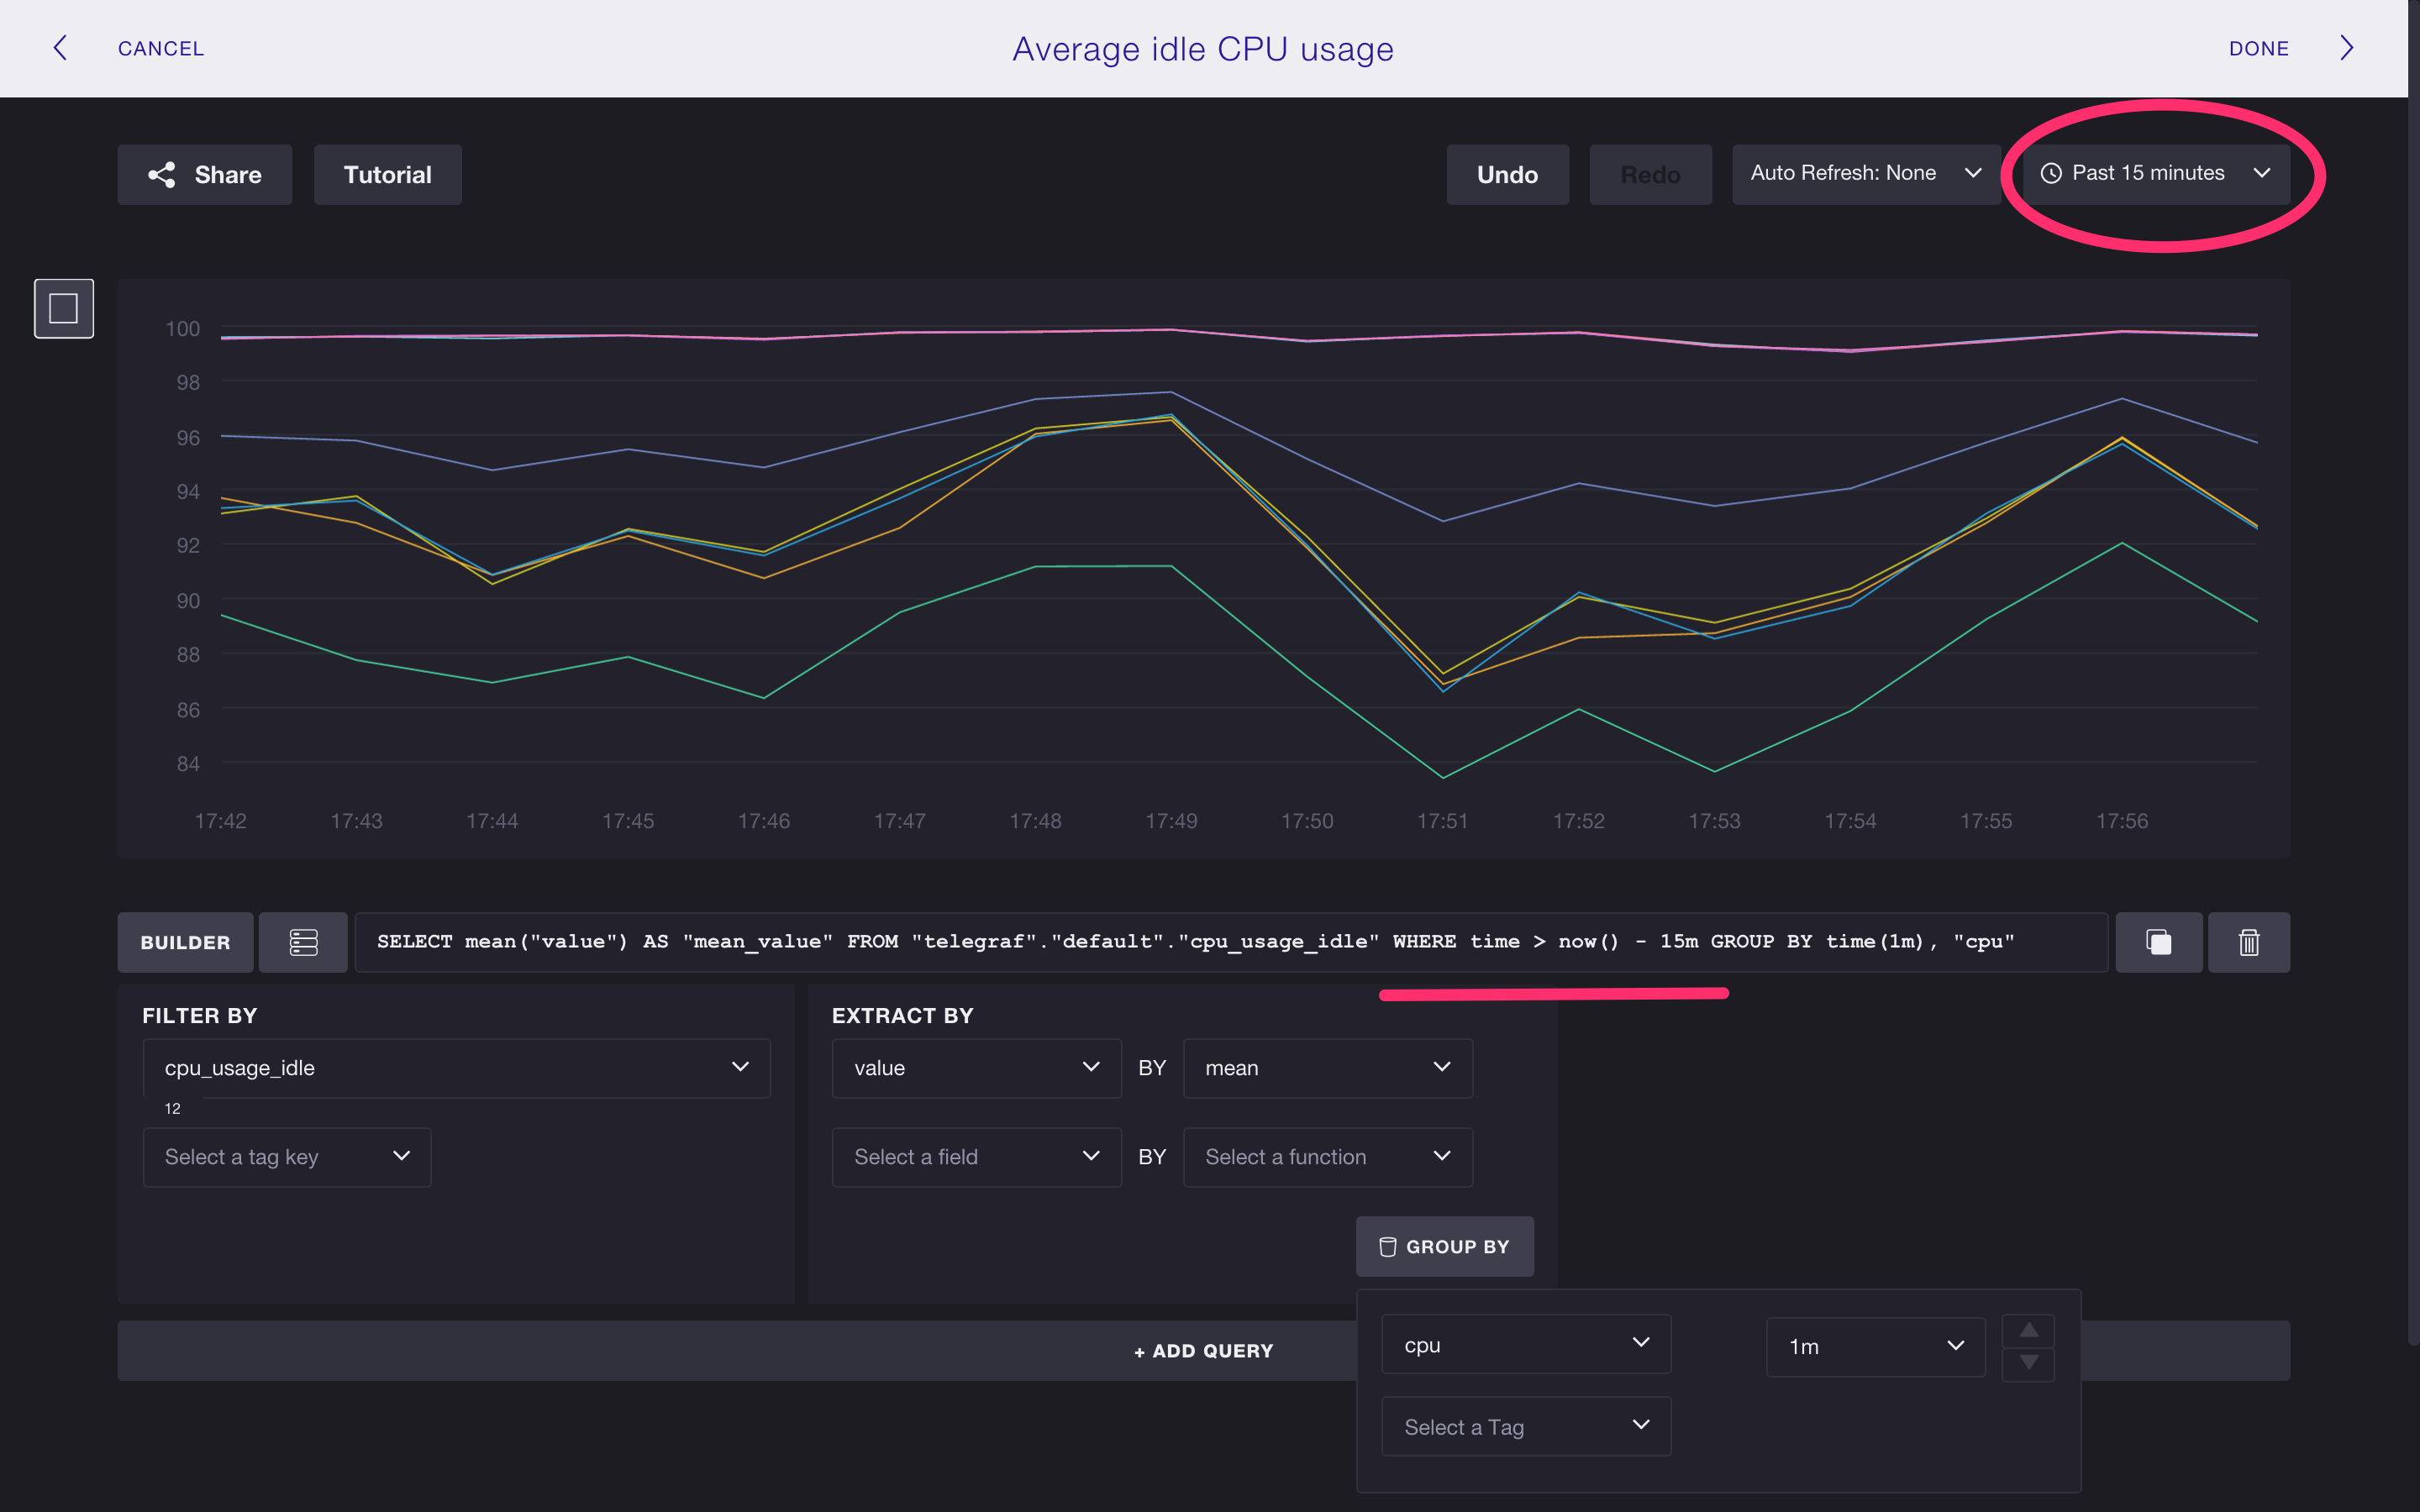 CANCEL
Average idle CPU usage
DONE
Share
Tutorial
Undo
Redo
Auto Refresh: None
Past 15 minutes
100
98
96
94
92
90
88
86
84
17:42 17:43 17:44 17:45 17:46 17:47 17:48 17:49 17:50 17:51 17:52 17:53 17:54 17:55 17:56
BUILDER
SELECT mean("value") AS "mean_value" FROM "telegraf"."default"."cpu_usage_idle" WHERE time > now() - 15m GROUP BY time(1m), "cpu"
FILTER BY
cpu_usage_idle
12
Select a tag key
EXTRACT BY
value BY mean
Select a field BY Select a function
GROUP BY
+ ADD QUERY
cpu
1m
Select a Tag